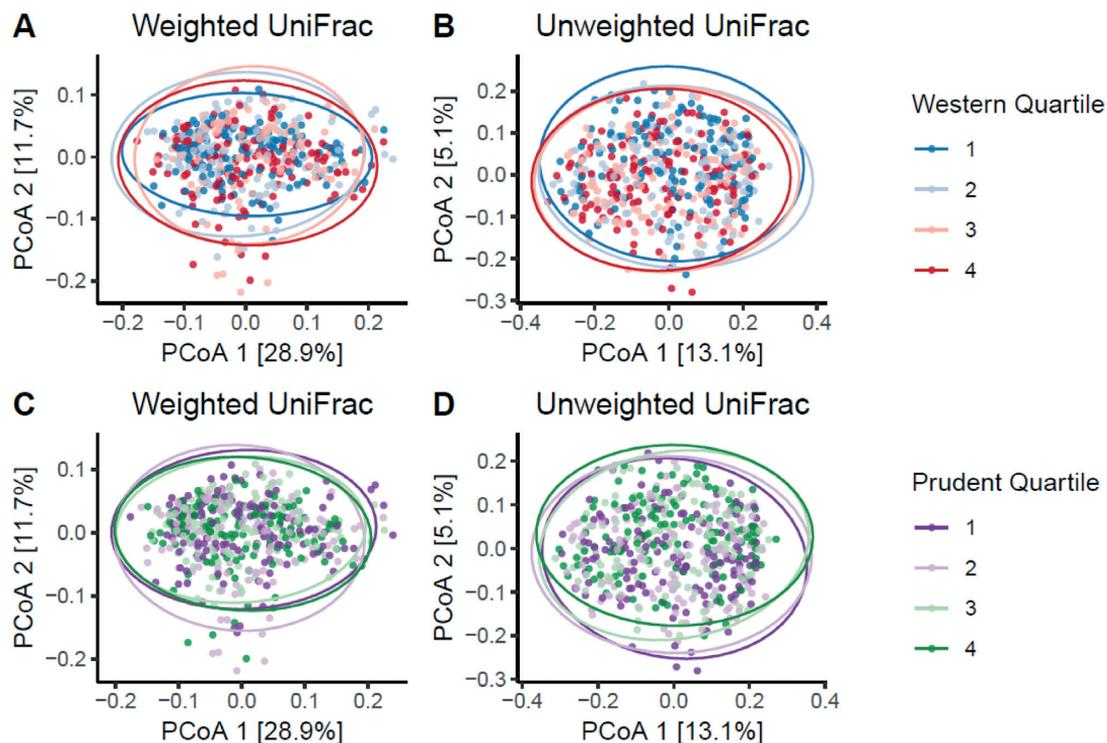 A Weighted UniFrac
PCoA 2 [11.7%]
0.1
0.0
−0.1
−0.2
−0.2 −0.1 0.0 0.1 0.2
PCoA 1 [28.9%]
B Unweighted UniFrac
PCoA 2 [5.1%]
0.2
0.1
0.0
−0.1
−0.2
−0.3
−0.4 −0.2 0.0 0.2 0.4
PCoA 1 [13.1%]
Western Quartile
1
2
3
4
C Weighted UniFrac
PCoA 2 [11.7%]
0.1
0.0
−0.1
−0.2
−0.2 −0.1 0.0 0.1 0.2
PCoA 1 [28.9%]
D Unweighted UniFrac
PCoA 2 [5.1%]
0.2
0.1
0.0
−0.1
−0.2
−0.3
−0.4 −0.2 0.0 0.2 0.4
PCoA 1 [13.1%]
Prudent Quartile
1
2
3
4